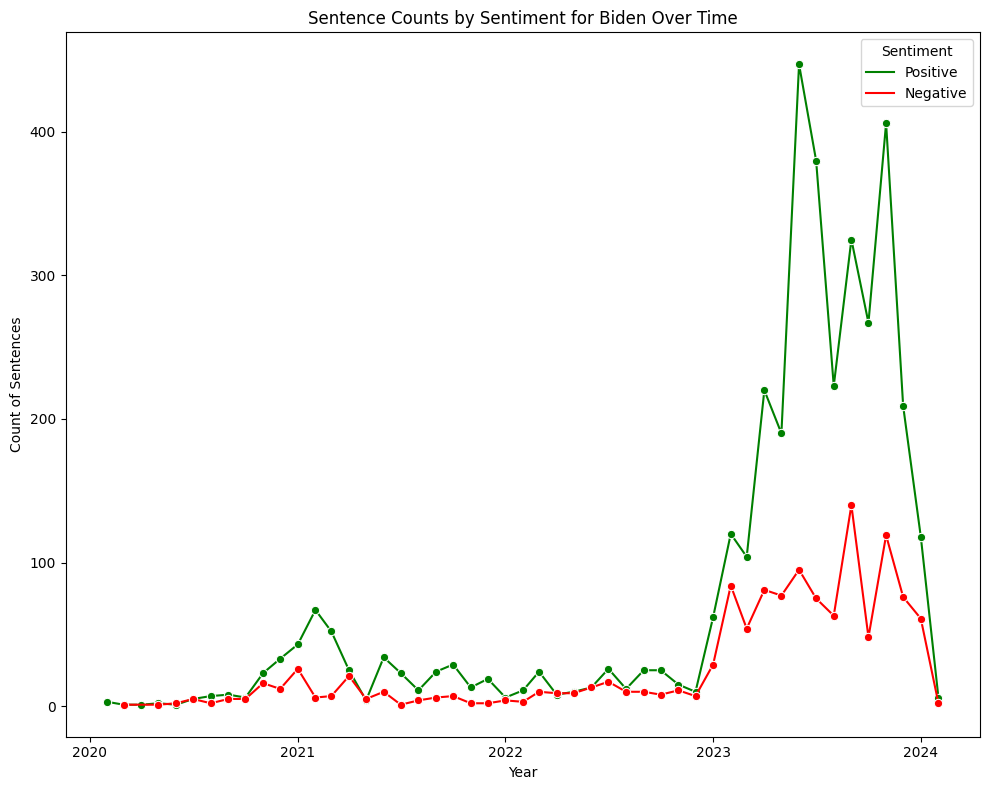 Sentence Counts by Sentiment for Biden Over Time
Sentiment
Positive
Negative
400
300
200
100
0
Count of Sentences
2020
2021
2022
2023
2024
Year